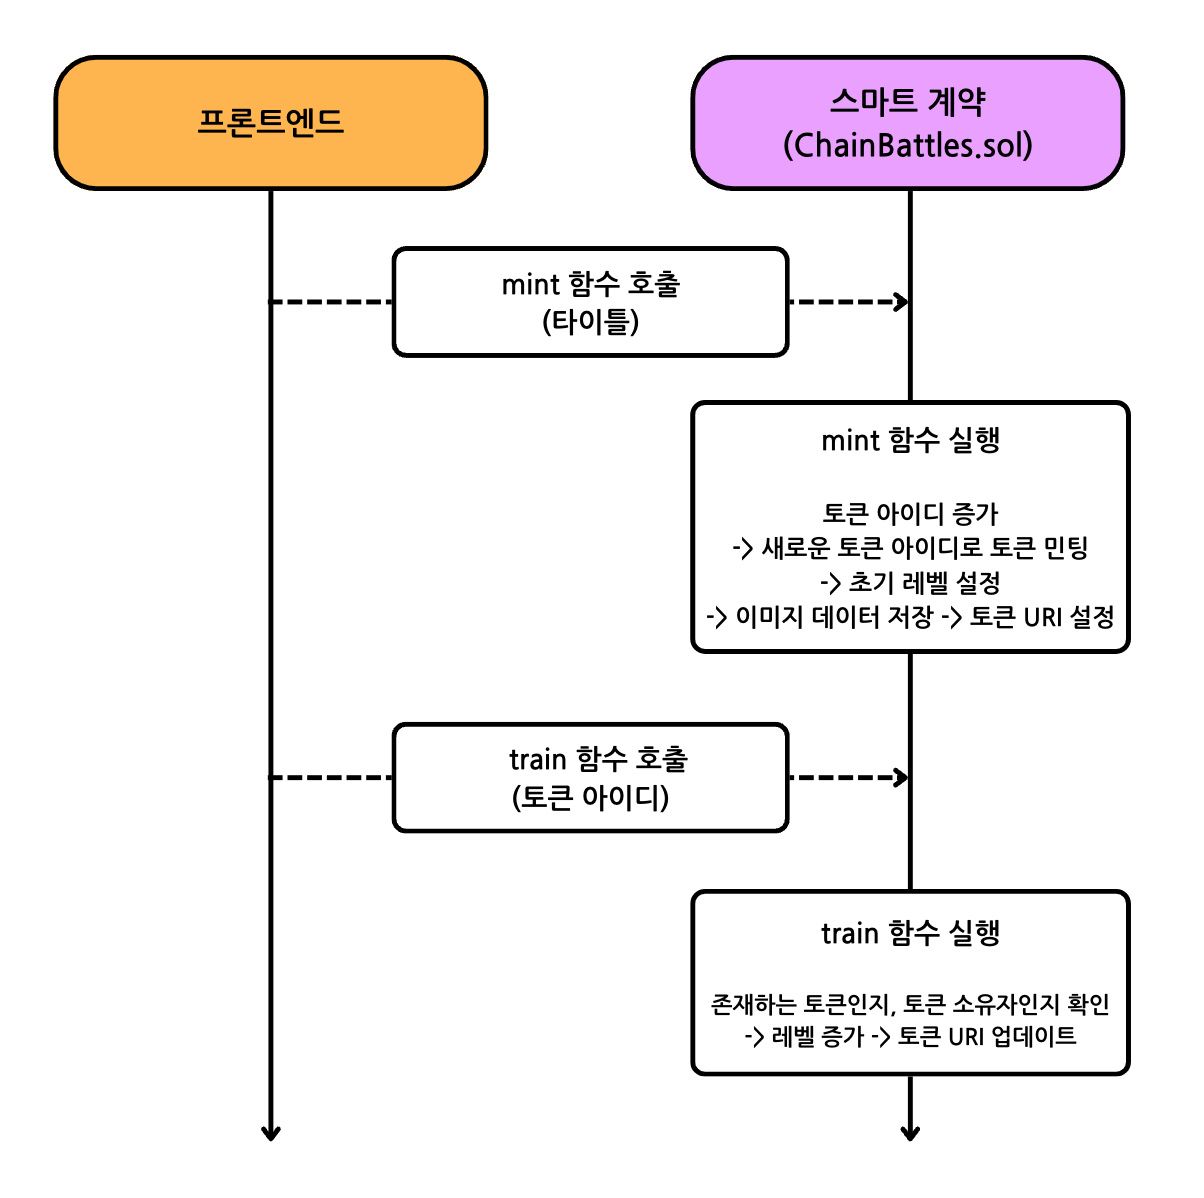 프론트엔드
스마트 계약
(ChainBattles.sol)
mint 함수 호출
(타이틀)
mint 함수 실행
토큰 아이디 증가
-> 새로운 토큰 아이디로 토큰 민팅
-> 초기 레벨 설정
-> 이미지 데이터 저장 -> 토큰 URI 설정
train 함수 호출
(토큰 아이디)
train 함수 실행
존재하는 토큰인지, 토큰 소유자인지 확인
-> 레벨 증가 -> 토큰 URI 업데이트